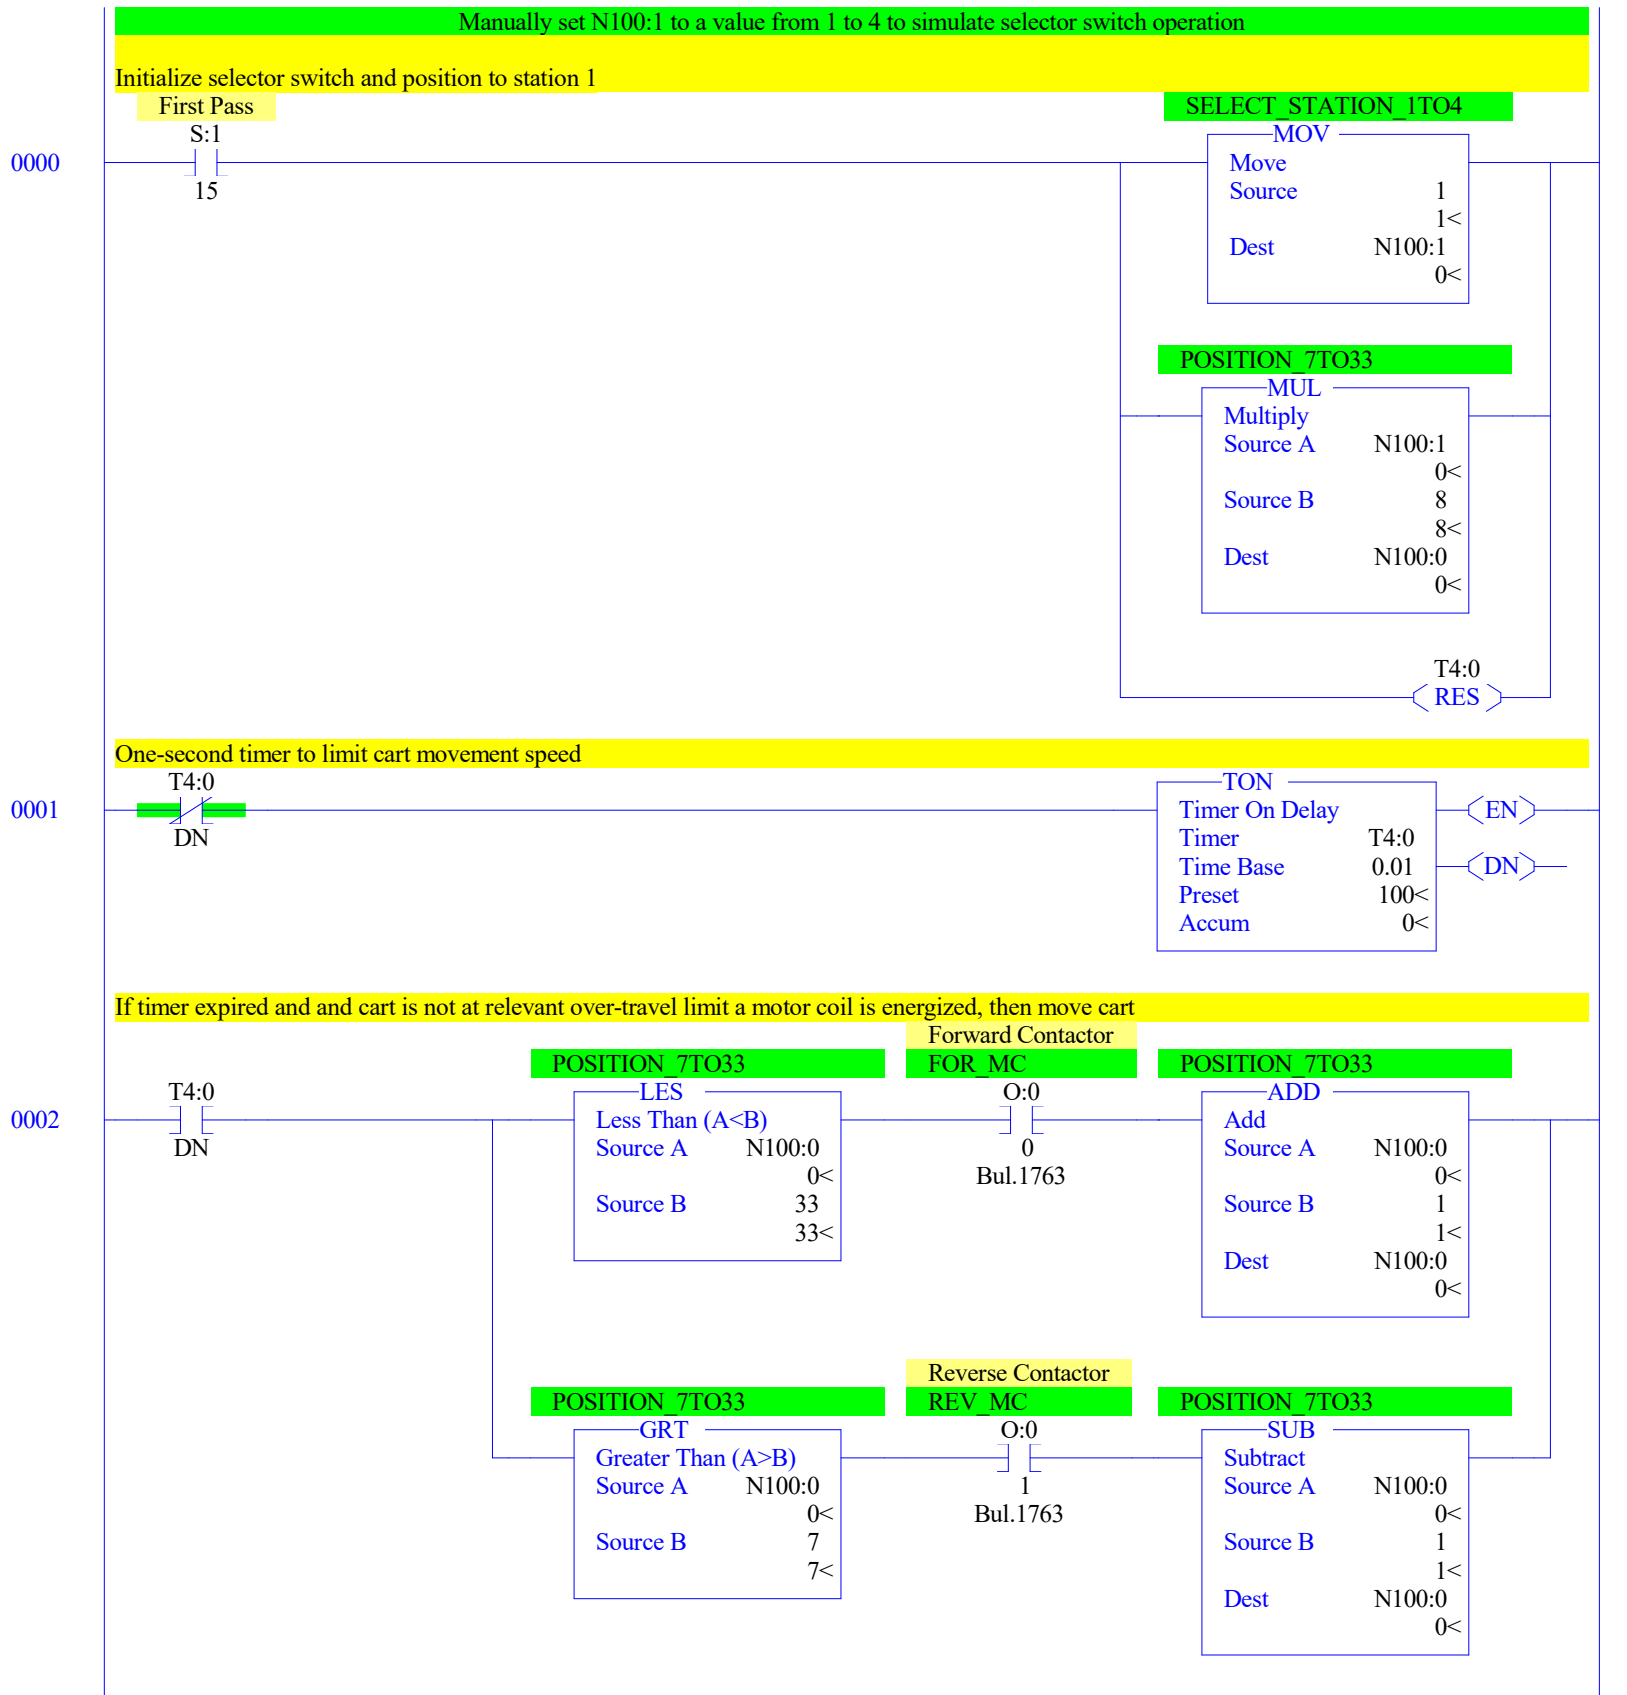 Manually set N100:1 to a value from 1 to 4 to simulate selector switch operation
Initialize selector switch and position to station 1
First Pass
S:1
15
0000
SELECT_STATION_1TO4
MOV
Move
Source 1
1<
Dest N100:1
0<
POSITION_7TO33
MUL
Multiply
Source A N100:1
0<
Source B 8
8<
Dest N100:0
0<
T4:0
RES
One-second timer to limit cart movement speed
T4:0
DN
0001
TON
Timer On Delay
Timer T4:0
Time Base 0.01
Preset 100<
Accum 0<
EN
DN
If timer expired and and cart is not at relevant over-travel limit a motor coil is energized, then move cart
0002
T4:0
DN
POSITION_7TO33
LES
Less Than (A<B)
Source A N100:0
0<
Source B 33
33<
Forward Contactor
FOR_MC
O:0
0
Bul.1763
POSITION_7TO33
ADD
Add
Source A N100:0
0<
Source B 1
1<
Dest N100:0
0<
POSITION_7TO33
GRT
Greater Than (A>B)
Source A N100:0
0<
Source B 7
7<
Reverse Contactor
REV_MC
O:0
1
Bul.1763
POSITION_7TO33
SUB
Subtract
Source A N100:0
0<
Source B 1
1<
Dest N100:0
0<